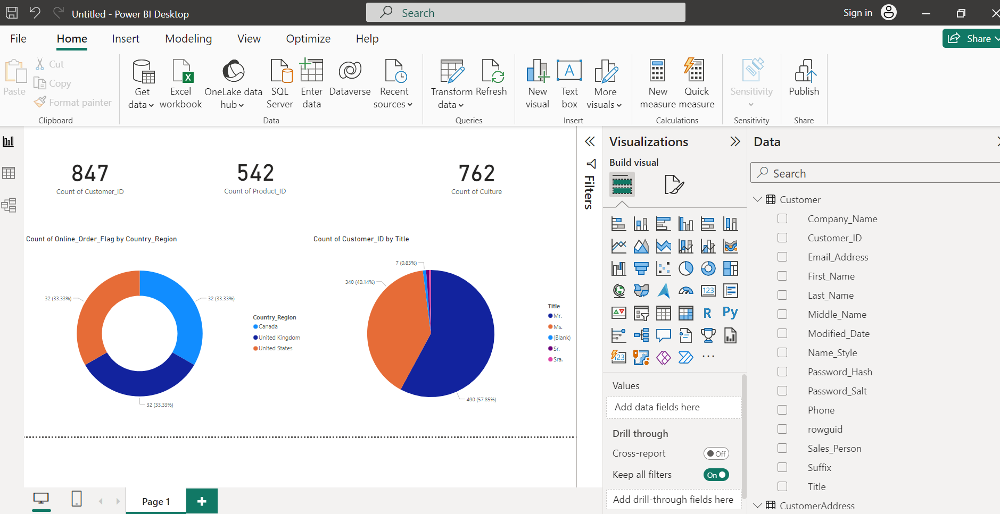 Untitled - Power BI Desktop
Search
Sign in
File
Home
Insert
Modeling
View
Optimize
Help
Share
Paste
Cut
Copy
Format painter
Clipboard
Get
data
Excel
workbook
OneLake data
hub
SQL
Server
Enter
data
Dataverse
Recent
sources
Data
Transform
data
Refresh
Queries
New
visual
Text
box
More
visuals
Insert
New
measure
Quick
measure
Calculations
Sensitivity
Sensitivity
Publish
Share
847
Count of Customer_ID
542
Count of Product_ID
762
Count of Culture
Count of Online_Order_Flag by Country_Region
32 (33.33%)
32 (33.33%)
32 (33.33%)
Country_Region
Canada
United Kingdom
United States
Count of Customer_ID by Title
7 (0.83%)
340 (40.14%)
490 (57.85%)
Title
Mr.
Ms.
(Blank)
Sr.
Sra.
Page 1
Filters
Visualizations
Build visual
123
R
Py
123
Values
Add data fields here
Drill through
Cross-report
Off
Keep all filters
On
Add drill-through fields here
Data
Search
Customer
Company_Name
Customer_ID
Email_Address
First_Name
Last_Name
Middle_Name
Modified_Date
Name_Style
Password_Hash
Password_Salt
Phone
rowguid
Sales_Person
Suffix
Title
CustomerAddress